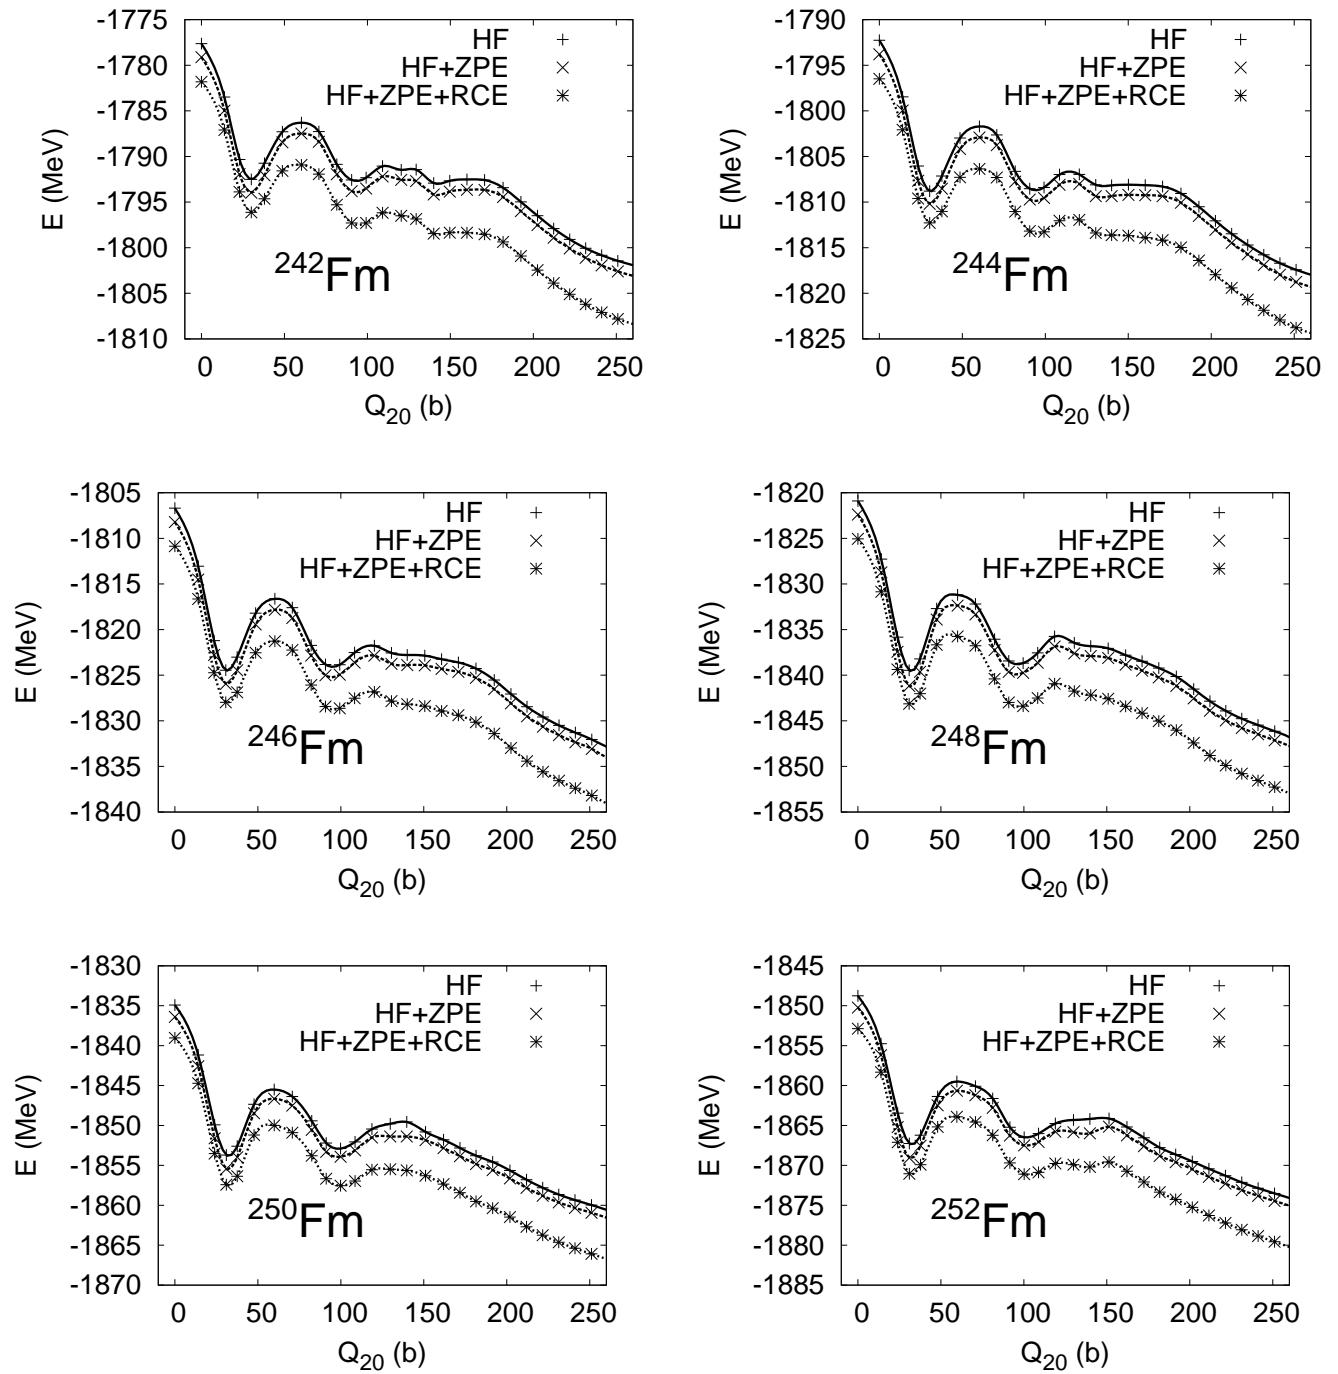 -1775
-1780
-1785
-1790
-1795
-1800
-1805
-1810
E (MeV)
HF
HF+ZPE
HF+ZPE+RCE
242Fm
0 50 100 150 200 250
Q20 (b)
-1790
-1795
-1800
-1805
-1810
-1815
-1820
-1825
E (MeV)
HF
HF+ZPE
HF+ZPE+RCE
244Fm
0 50 100 150 200 250
Q20 (b)
-1805
-1810
-1815
-1820
-1825
-1830
-1835
-1840
E (MeV)
HF
HF+ZPE
HF+ZPE+RCE
246Fm
0 50 100 150 200 250
Q20 (b)
-1820
-1825
-1830
-1835
-1840
-1845
-1850
-1855
E (MeV)
HF
HF+ZPE
HF+ZPE+RCE
248Fm
0 50 100 150 200 250
Q20 (b)
-1830
-1835
-1840
-1845
-1850
-1855
-1860
-1865
-1870
E (MeV)
HF
HF+ZPE
HF+ZPE+RCE
250Fm
0 50 100 150 200 250
Q20 (b)
-1845
-1850
-1855
-1860
-1865
-1870
-1875
-1880
-1885
E (MeV)
HF
HF+ZPE
HF+ZPE+RCE
252Fm
0 50 100 150 200 250
Q20 (b)